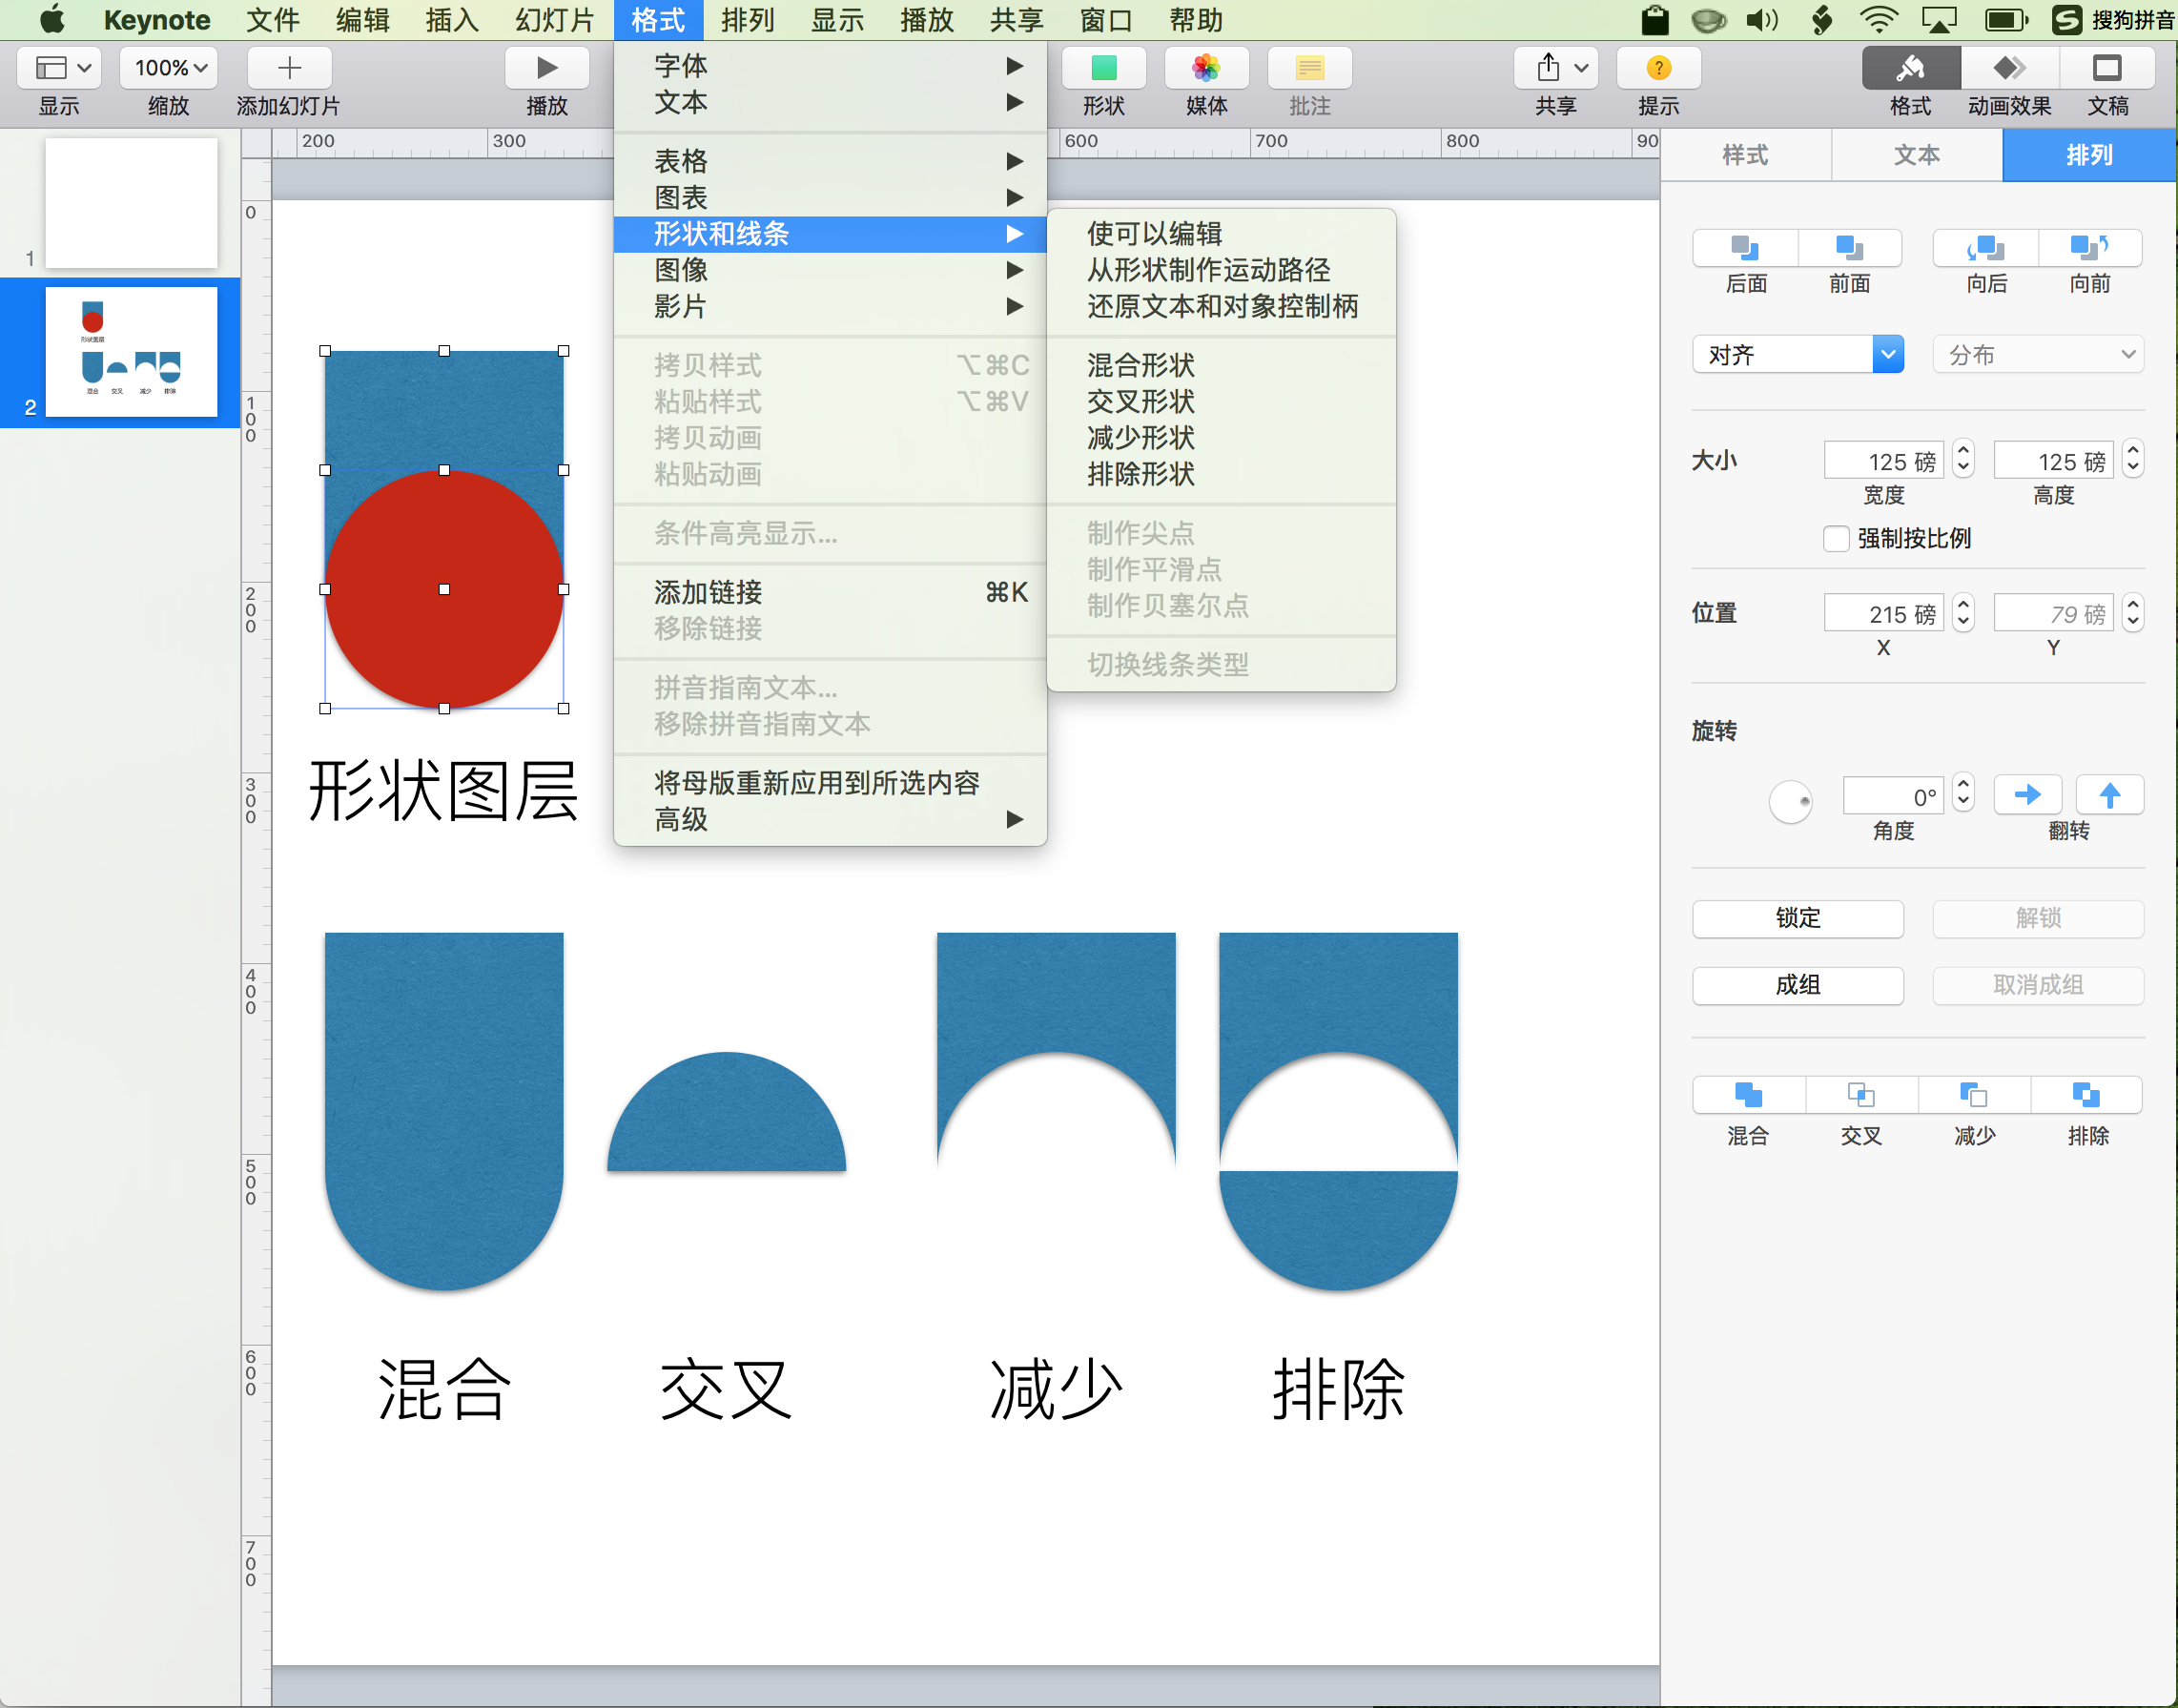 Keynote 文件 编辑 插入 幻灯片 格式 排列 显示 播放 共享 窗口 帮助 搜狗拼音
100%
显示 缩放 添加幻灯片 播放 形状 媒体 批注 共享 提示 格式 动画效果 文稿
200 300 600 700 800 90
0
100
200
300
400
500
600
700
1
2
形状图层
混合 交叉 减少 排除
字体
文本
表格
图表
形状和线条
图像
影片
拷贝样式 ⌥⌘C
粘贴样式 ⌥⌘V
拷贝动画
粘贴动画
条件高亮显示...
添加链接 ⌘K
移除链接
拼音指南文本...
移除拼音指南文本
将母版重新应用到所选内容
高级
使可以编辑
从形状制作运动路径
还原文本和对象控制柄
混合形状
交叉形状
减少形状
排除形状
制作尖点
制作平滑点
制作贝塞尔点
切换线条类型
形状图层
混合 交叉 减少 排除
样式 文本 排列
后面 前面 向后 向前
对齐 分布
大小 125 磅 125 磅
宽度 高度
强制按比例
位置 215 磅 79 磅
X Y
旋转
0°
角度 翻转
锁定 解锁
成组 取消成组
混合 交叉 减少 排除